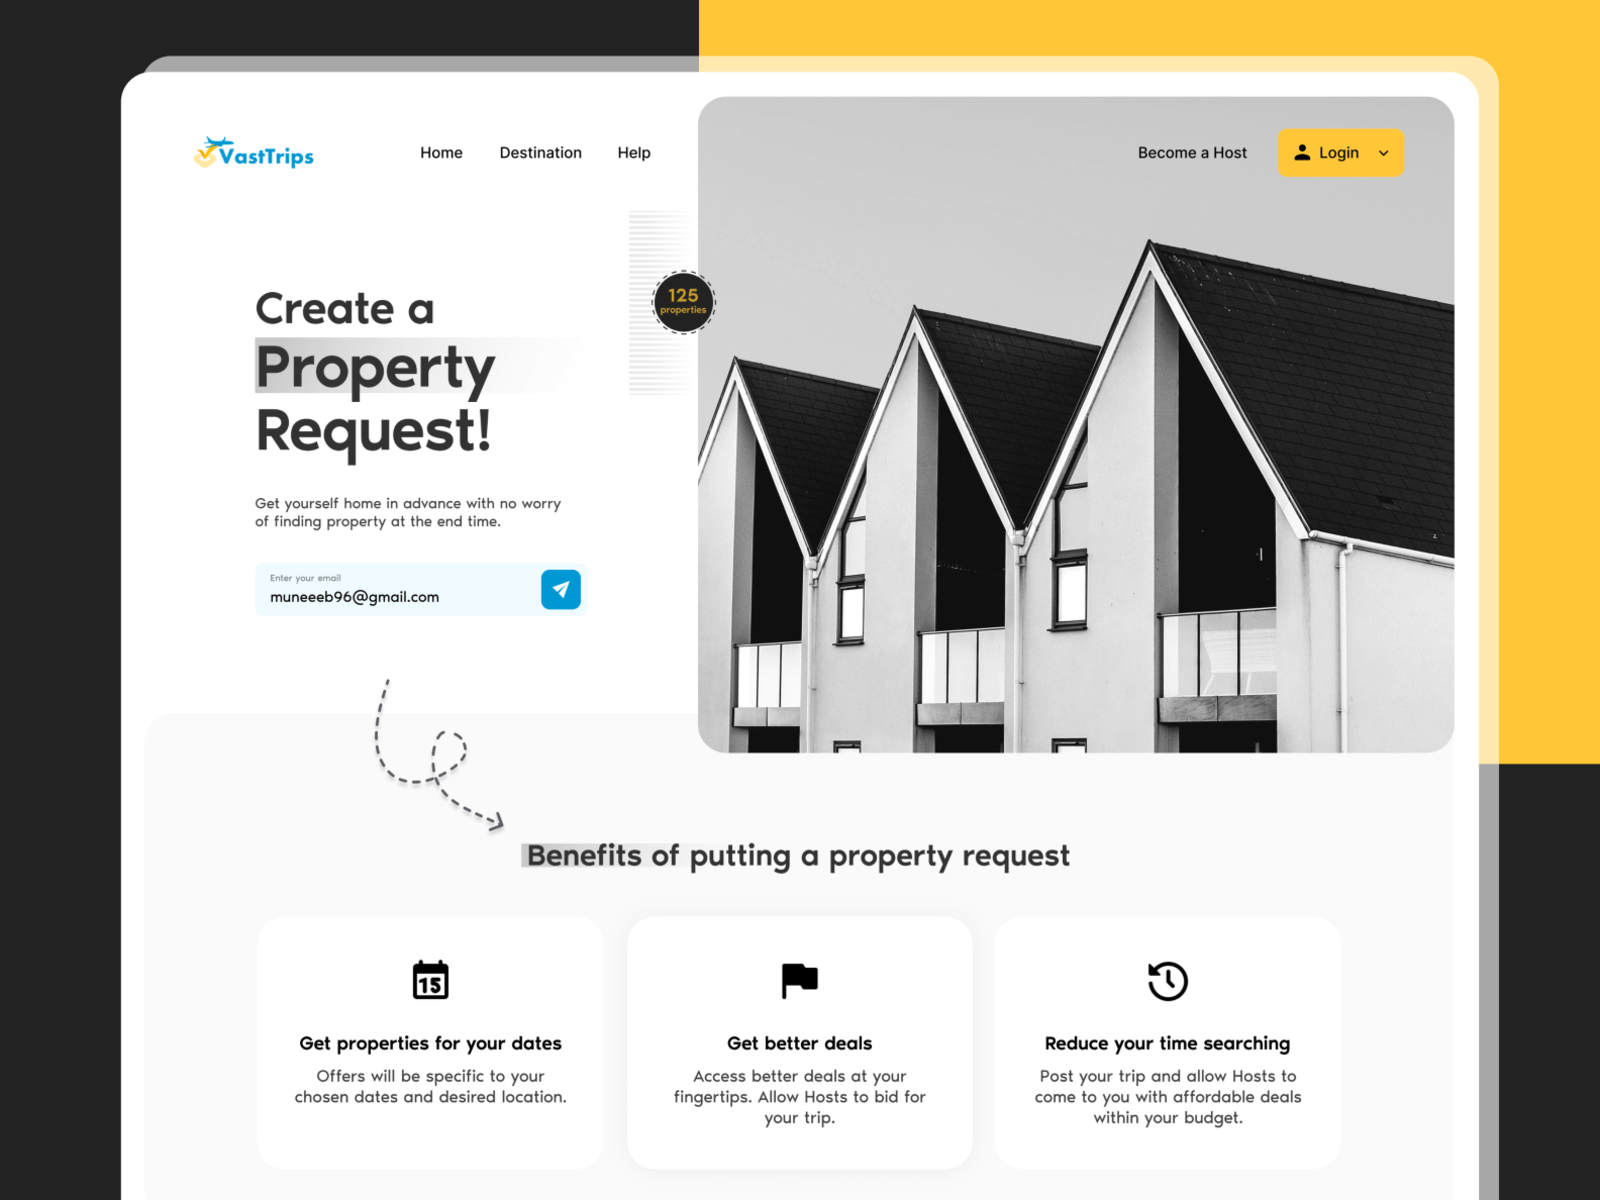 VastTrips
Home
Destination
Help
Become a Host
Login
125
properties
Create a
Property
Request!
Get yourself home in advance with no worry
of finding property at the end time.
Enter your email
muneeeb96@gmail.com
Benefits of putting a property request
15
Get properties for your dates
Offers will be specific to your
chosen dates and desired location.
Get better deals
Access better deals at your
fingertips. Allow Hosts to bid for
your trip.
Reduce your time searching
Post your trip and allow Hosts to
come to you with affordable deals
within your budget.